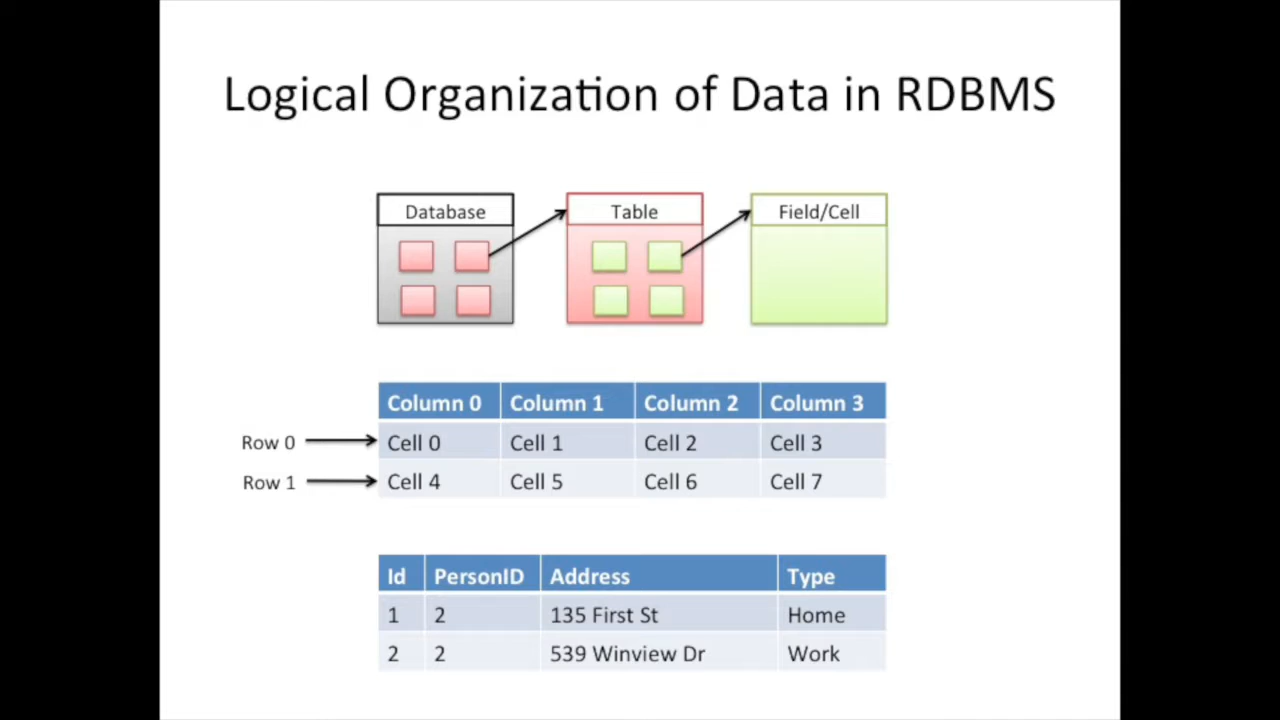 Logical Organization of Data in RDBMS
Database Table Field/Cell
Column 0 Column 1 Column 2 Column 3
Row 0 Cell 0 Cell 1 Cell 2 Cell 3
Row 1 Cell 4 Cell 5 Cell 6 Cell 7
Id PersonID Address Type
1 2 135 First St Home
2 2 539 Winview Dr Work